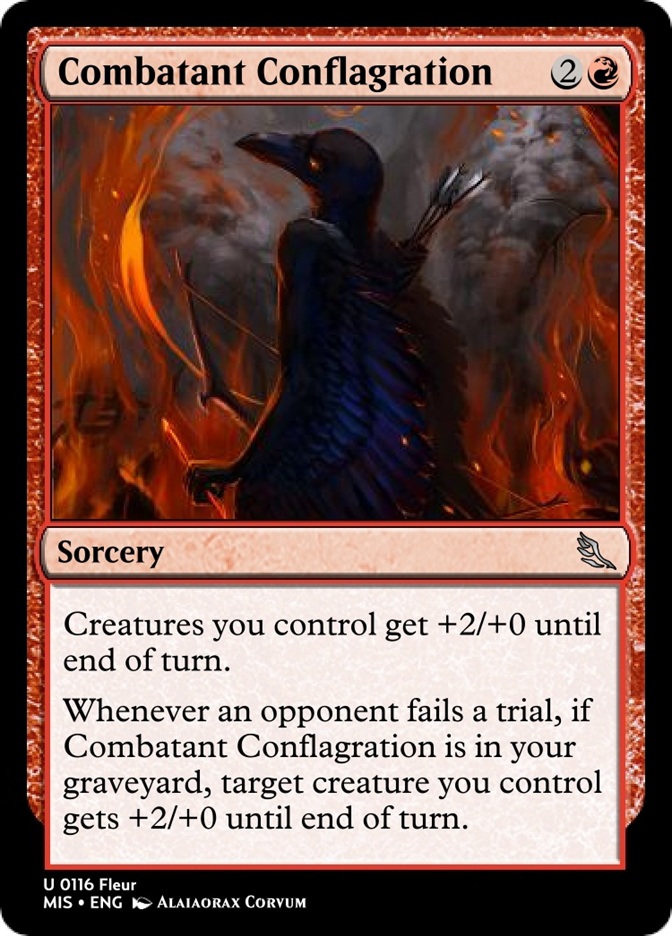 Combatant Conflagration 2
Sorcery
Creatures you control get +2/+0 until
end of turn.
Whenever an opponent fails a trial, if
Combatant Conflagration is in your
graveyard, target creature you control
gets +2/+0 until end of turn.
U 0116 Fleur
MIS • ENG Alaiaorax Corvum